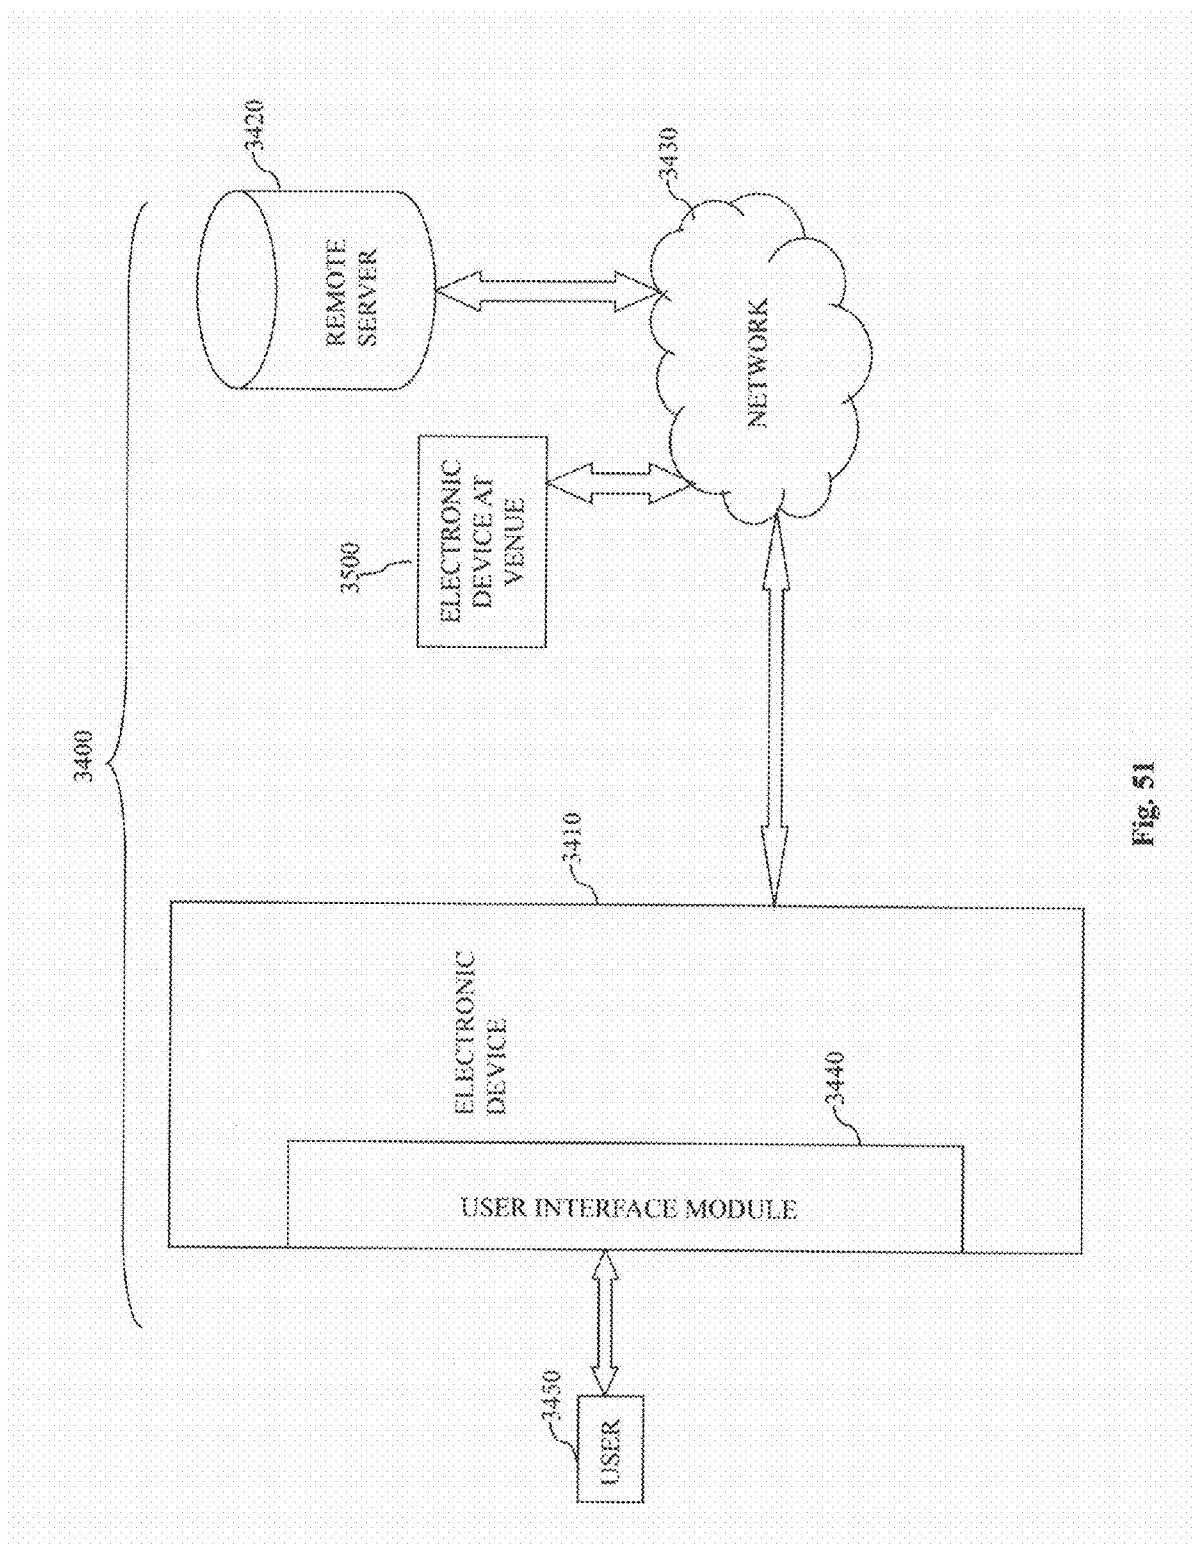 3400
3420
REMOTE
SERVER
3500
ELECTRONIC
DEVICE AT
VENUE
3430
NETWORK
3410
ELECTRONIC
DEVICE
3440
USER INTERFACE MODULE
3450
USER
Fig. 51